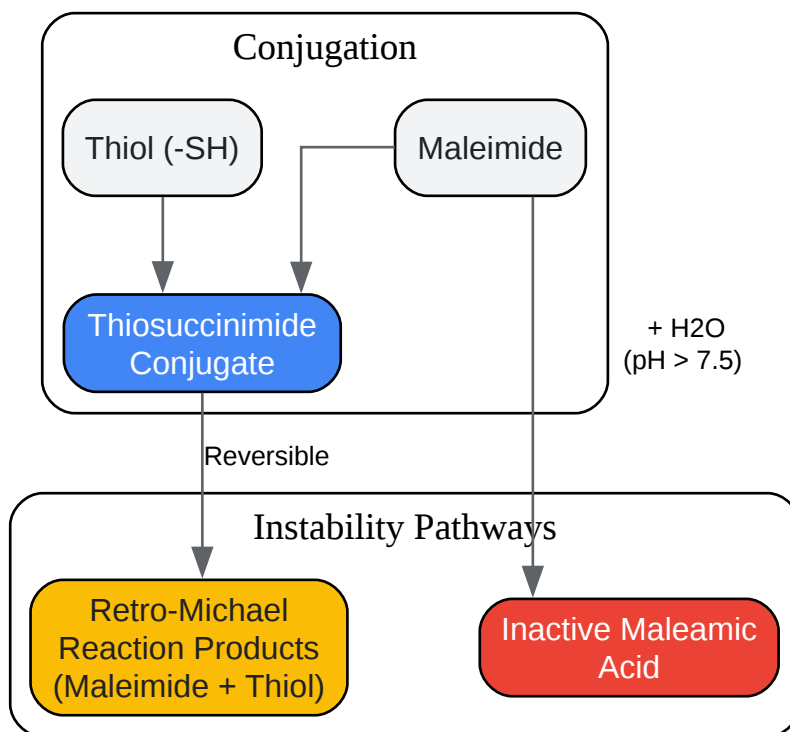 Conjugation
Thiol (-SH)
Maleimide
Thiosuccinimide
Conjugate
+ H2O
(pH > 7.5)
Reversible
Instability Pathways
Retro-Michael
Reaction Products
(Maleimide + Thiol)
Inactive Maleamic
Acid